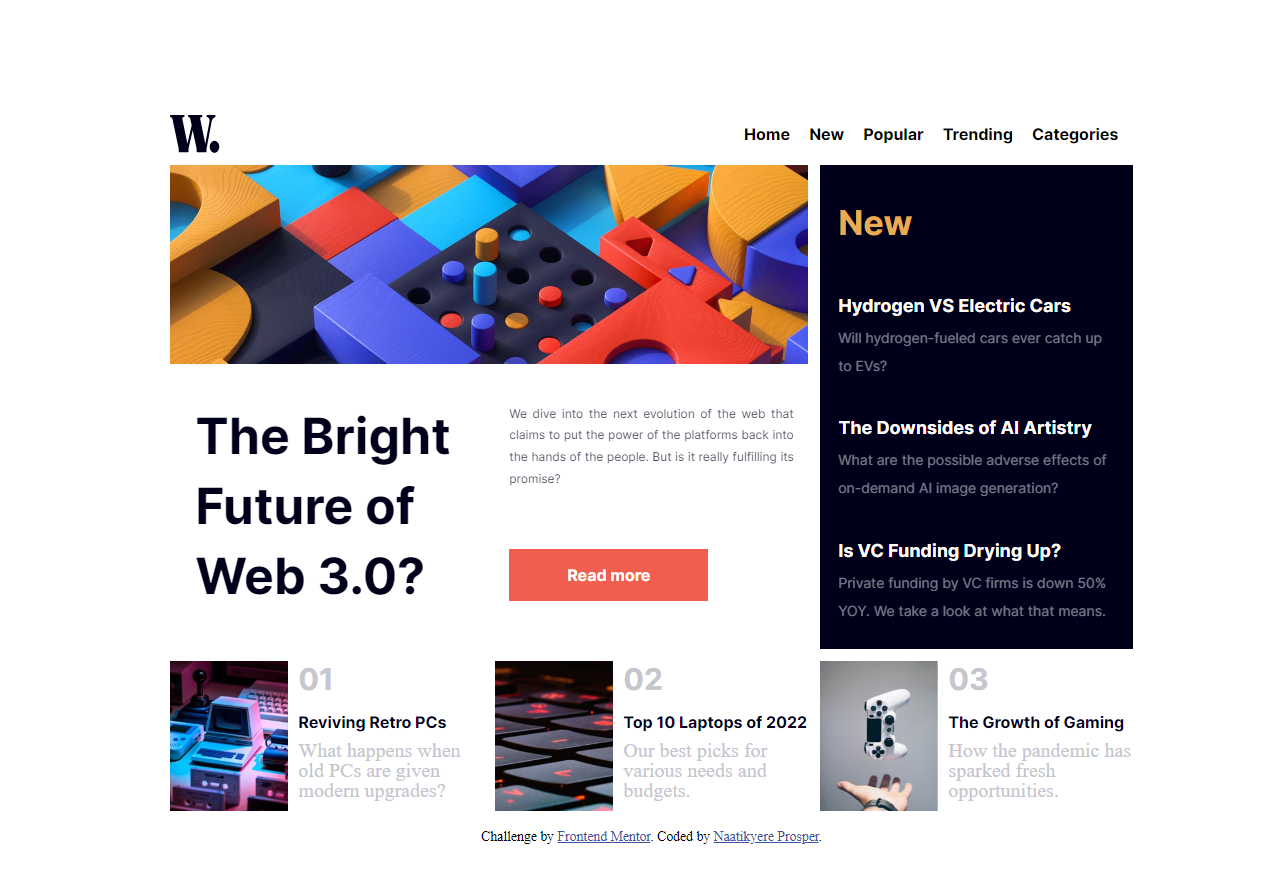 W.
Home New Popular Trending Categories
The Bright
Future of
Web 3.0?
We dive into the next evolution of the web that
claims to put the power of the platforms back into
the hands of the people. But is it really fulfilling its
promise?
Read more
New
Hydrogen VS Electric Cars
Will hydrogen-fueled cars ever catch up
to EVs?
The Downsides of AI Artistry
What are the possible adverse effects of
on-demand AI image generation?
Is VC Funding Drying Up?
Private funding by VC firms is down 50%
YOY. We take a look at what that means.
01
Reviving Retro PCs
What happens when
old PCs are given
modern upgrades?
02
Top 10 Laptops of 2022
Our best picks for
various needs and
budgets.
03
The Growth of Gaming
How the pandemic has
sparked fresh
opportunities.
Challenge by Frontend Mentor. Coded by Naatikyere Prosper.